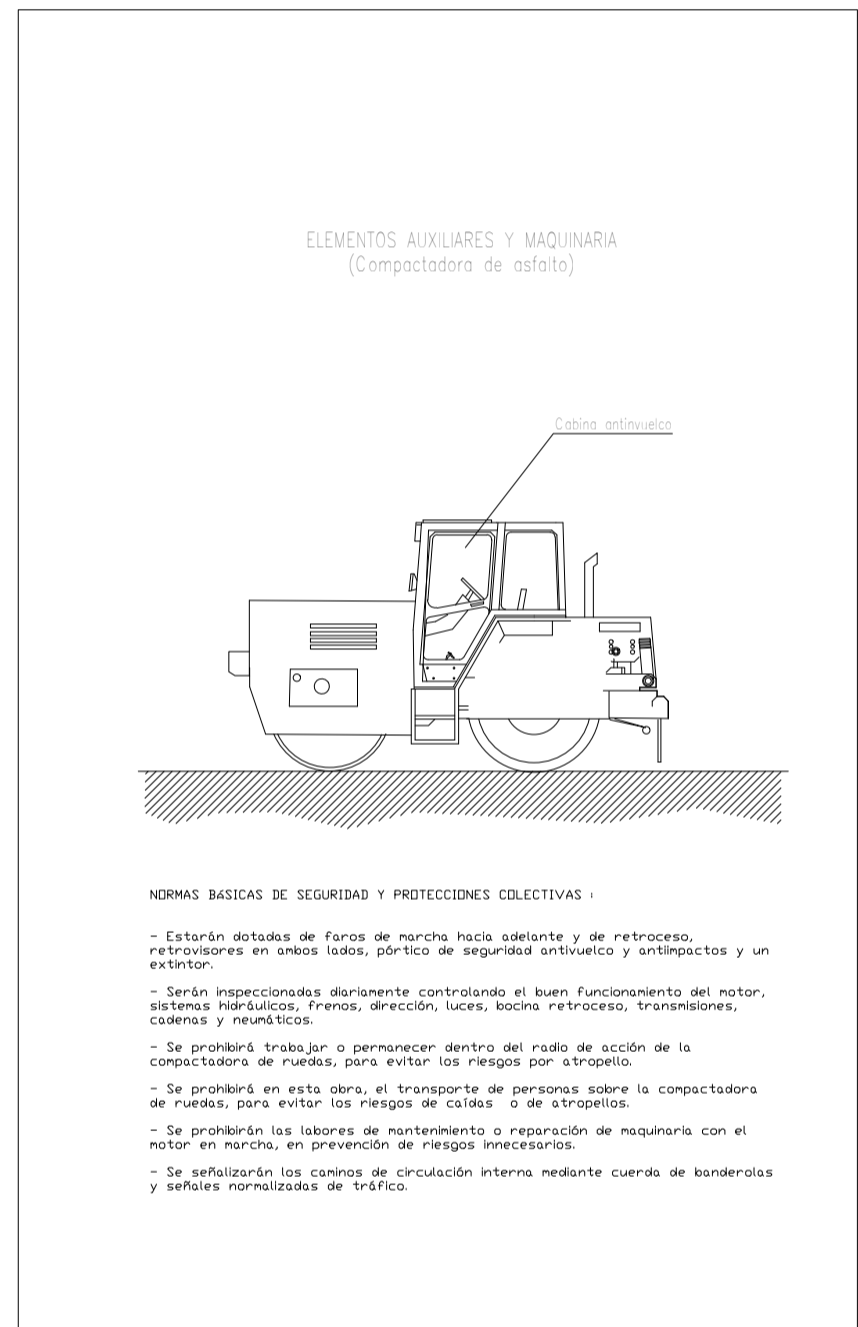 ELEMENTOS AUXILIARES Y MAQUINARIA
(Compactadora de asfalto)
Cabina antinvuelco
NORMAS BáSICAS DE SEGURIDAD Y PROTECCIONES COLECTIVAS :
- Estarán dotadas de faros de marcha hacia adelante y de retroceso,
retrovisores en ambos lados, pórtico de seguridad antivuelco y antiimpactos y un
extintor.
- Serán inspeccionadas diariamente controlando el buen funcionamiento del motor,
sistemas hidráulicos, frenos, dirección, luces, bocina retroceso, transmisiones,
cadenas y neumáticos.
- Se prohibirá trabajar o permanecer dentro del radio de acción de la
compactadora de ruedas, para evitar los riesgos por atropello.
- Se prohibirá en esta obra, el transporte de personas sobre la compactadora
de ruedas, para evitar los riesgos de caídas o de atropellos.
- Se prohibirán las labores de mantenimiento o reparación de maquinaria con el
motor en marcha, en prevención de riesgos innecesarios.
- Se señalizarán los caminos de circulación interna mediante cuerda de banderolas
y señales normalizadas de tráfico.